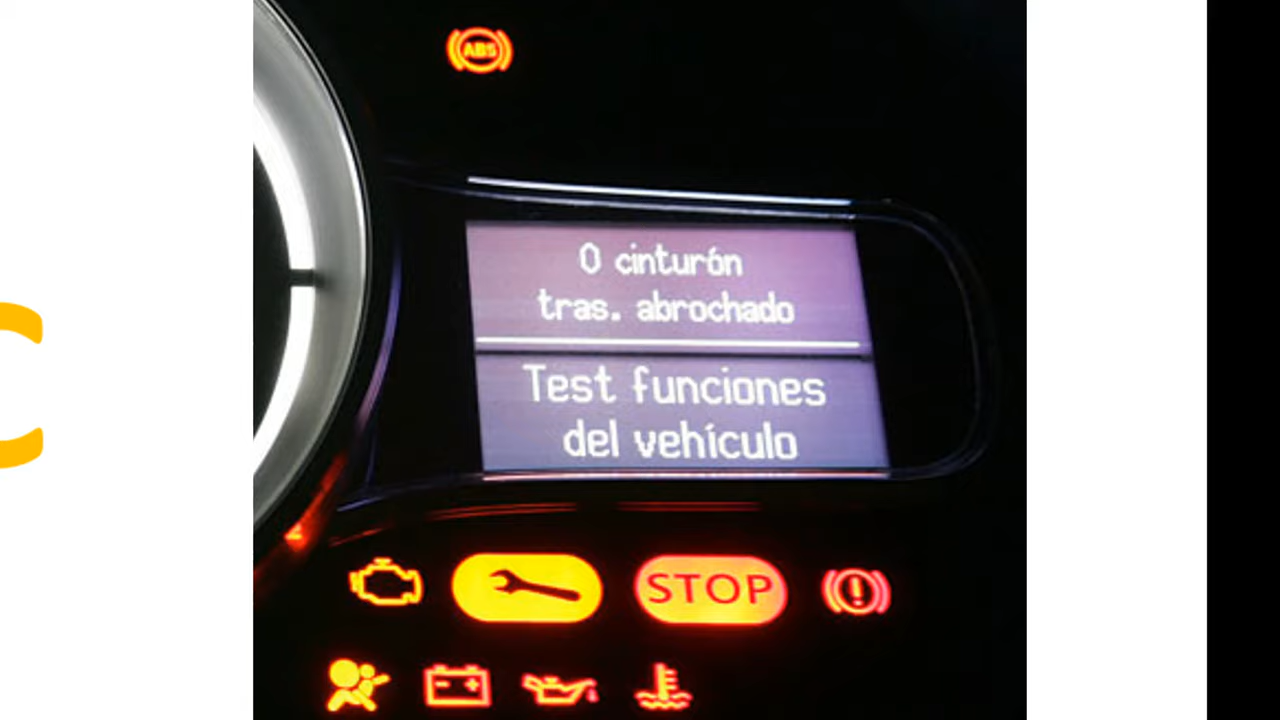 ABS
0 cinturón
tras. abrochado
Test funciones
del vehículo
STOP